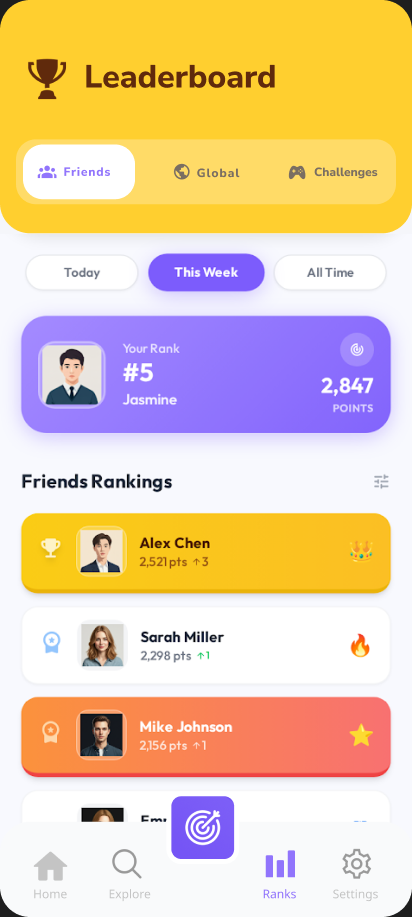 Leaderboard
Friends
Global
Challenges
Today
This Week
All Time
Your Rank
#5
Jasmine
2,847
POINTS
Friends Rankings
Alex Chen
2,521 pts ↑3
Sarah Miller
2,298 pts ↑1
Mike Johnson
2,156 pts ↑1
Home
Explore
Ranks
Settings